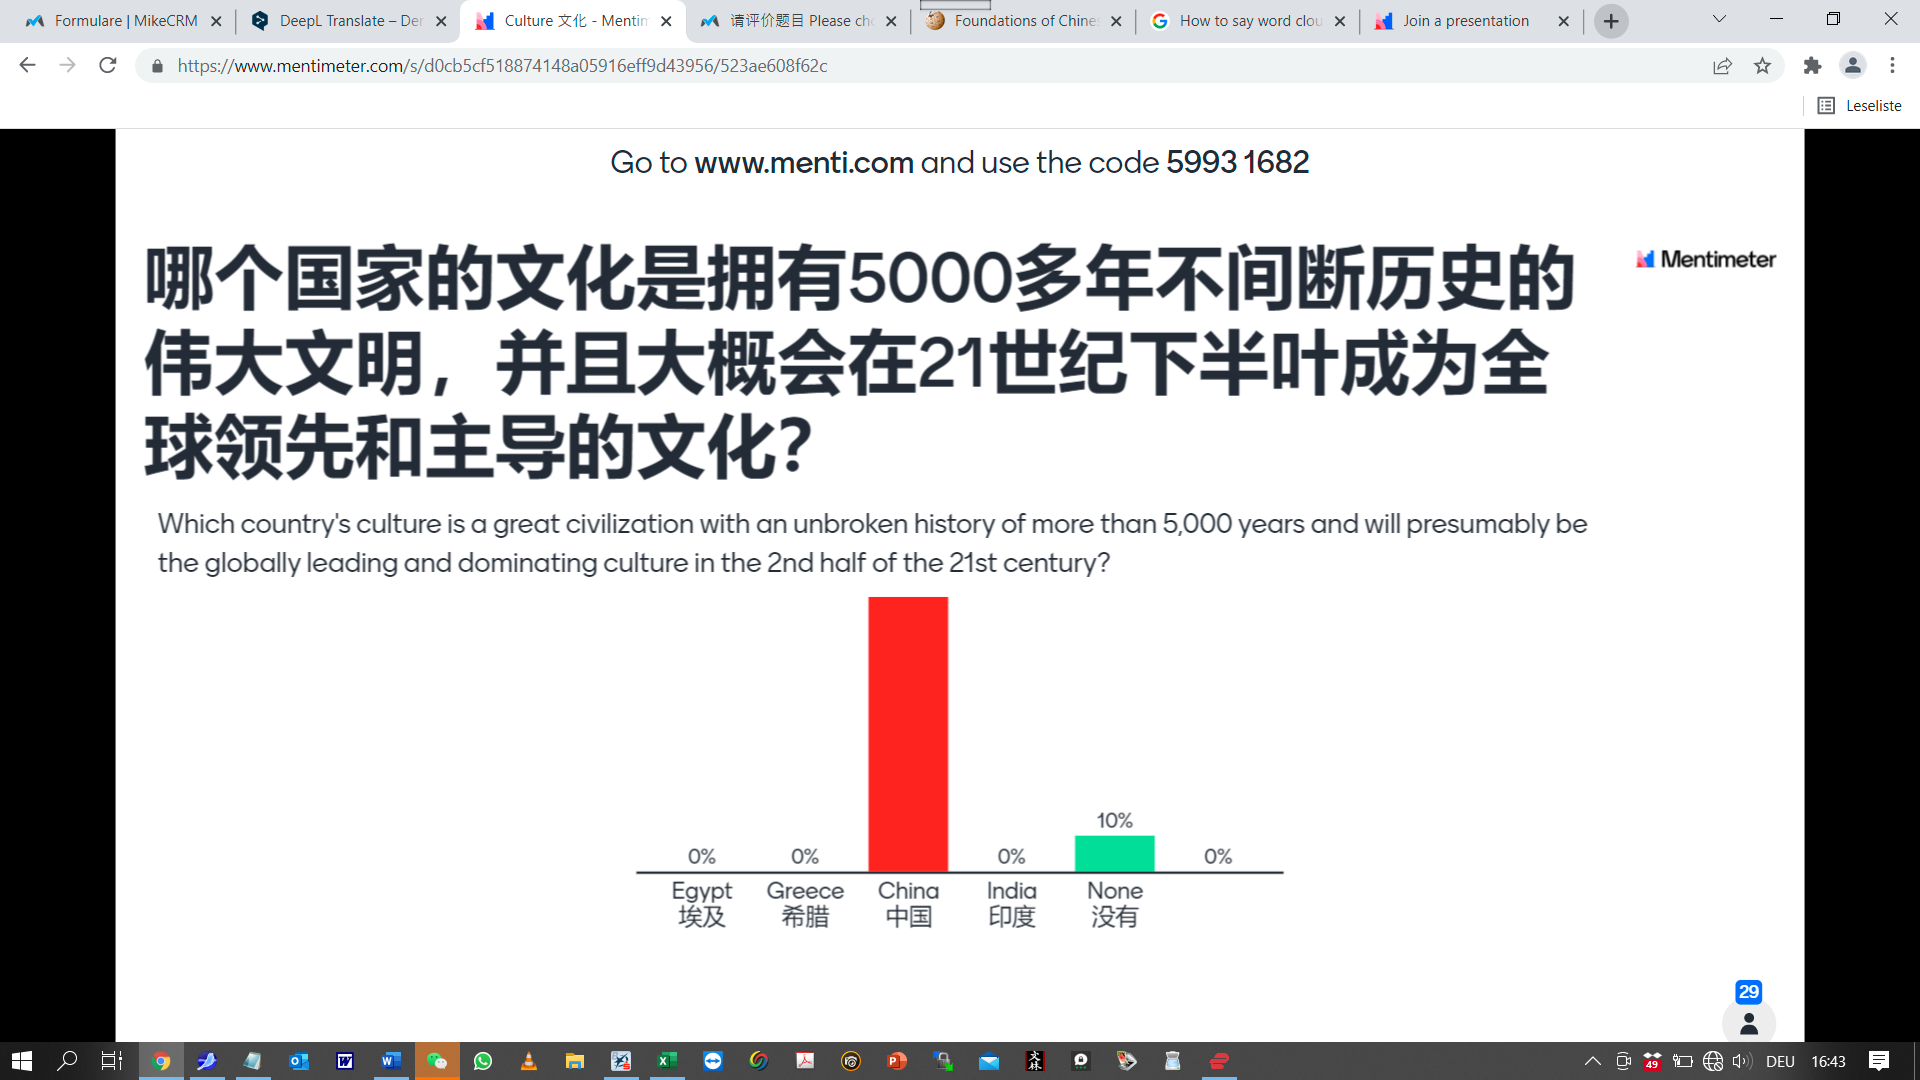 Formulare | MikeCRM
DeepL Translate – Der
Culture 文化 - Mentim
请评价题目 Please ch
Foundations of Chines
How to say word clou
Join a presentation
https://www.mentimeter.com/s/d0cb5cf518874148a05916eff9d43956/523ae608f62c
Leseliste
Go to www.menti.com and use the code 5993 1682
哪个国家的文化是拥有5000多年不间断历史的
伟大文明，并且大概会在21世纪下半叶成为全
球领先和主导的文化？
Mentimeter
Which country's culture is a great civilization with an unbroken history of more than 5,000 years and will presumably be
the globally leading and dominating culture in the 2nd half of the 21st century?
10%
0% 0% 0% 0%
Egypt Greece China India None
埃及 希腊 中国 印度 没有
29
49 DEU 16:43